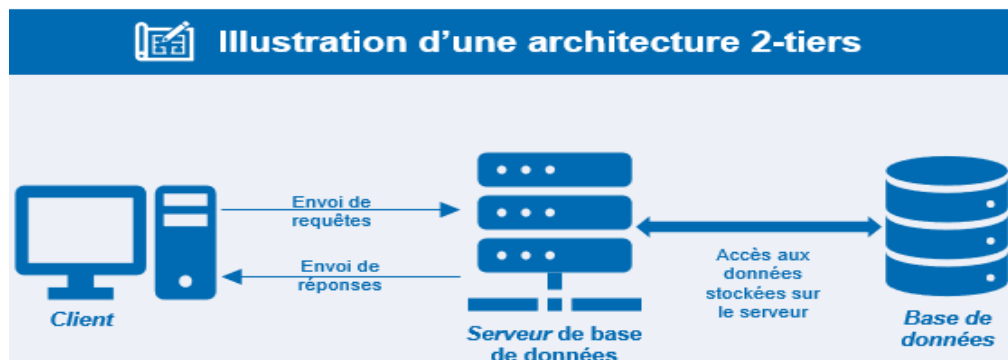 Illustration d'une architecture 2-tiers
Envoi de
requêtes
Envoi de
réponses
Client
Serveur de base
de données
Accès aux
données
stockées sur
le serveur
Base de
données